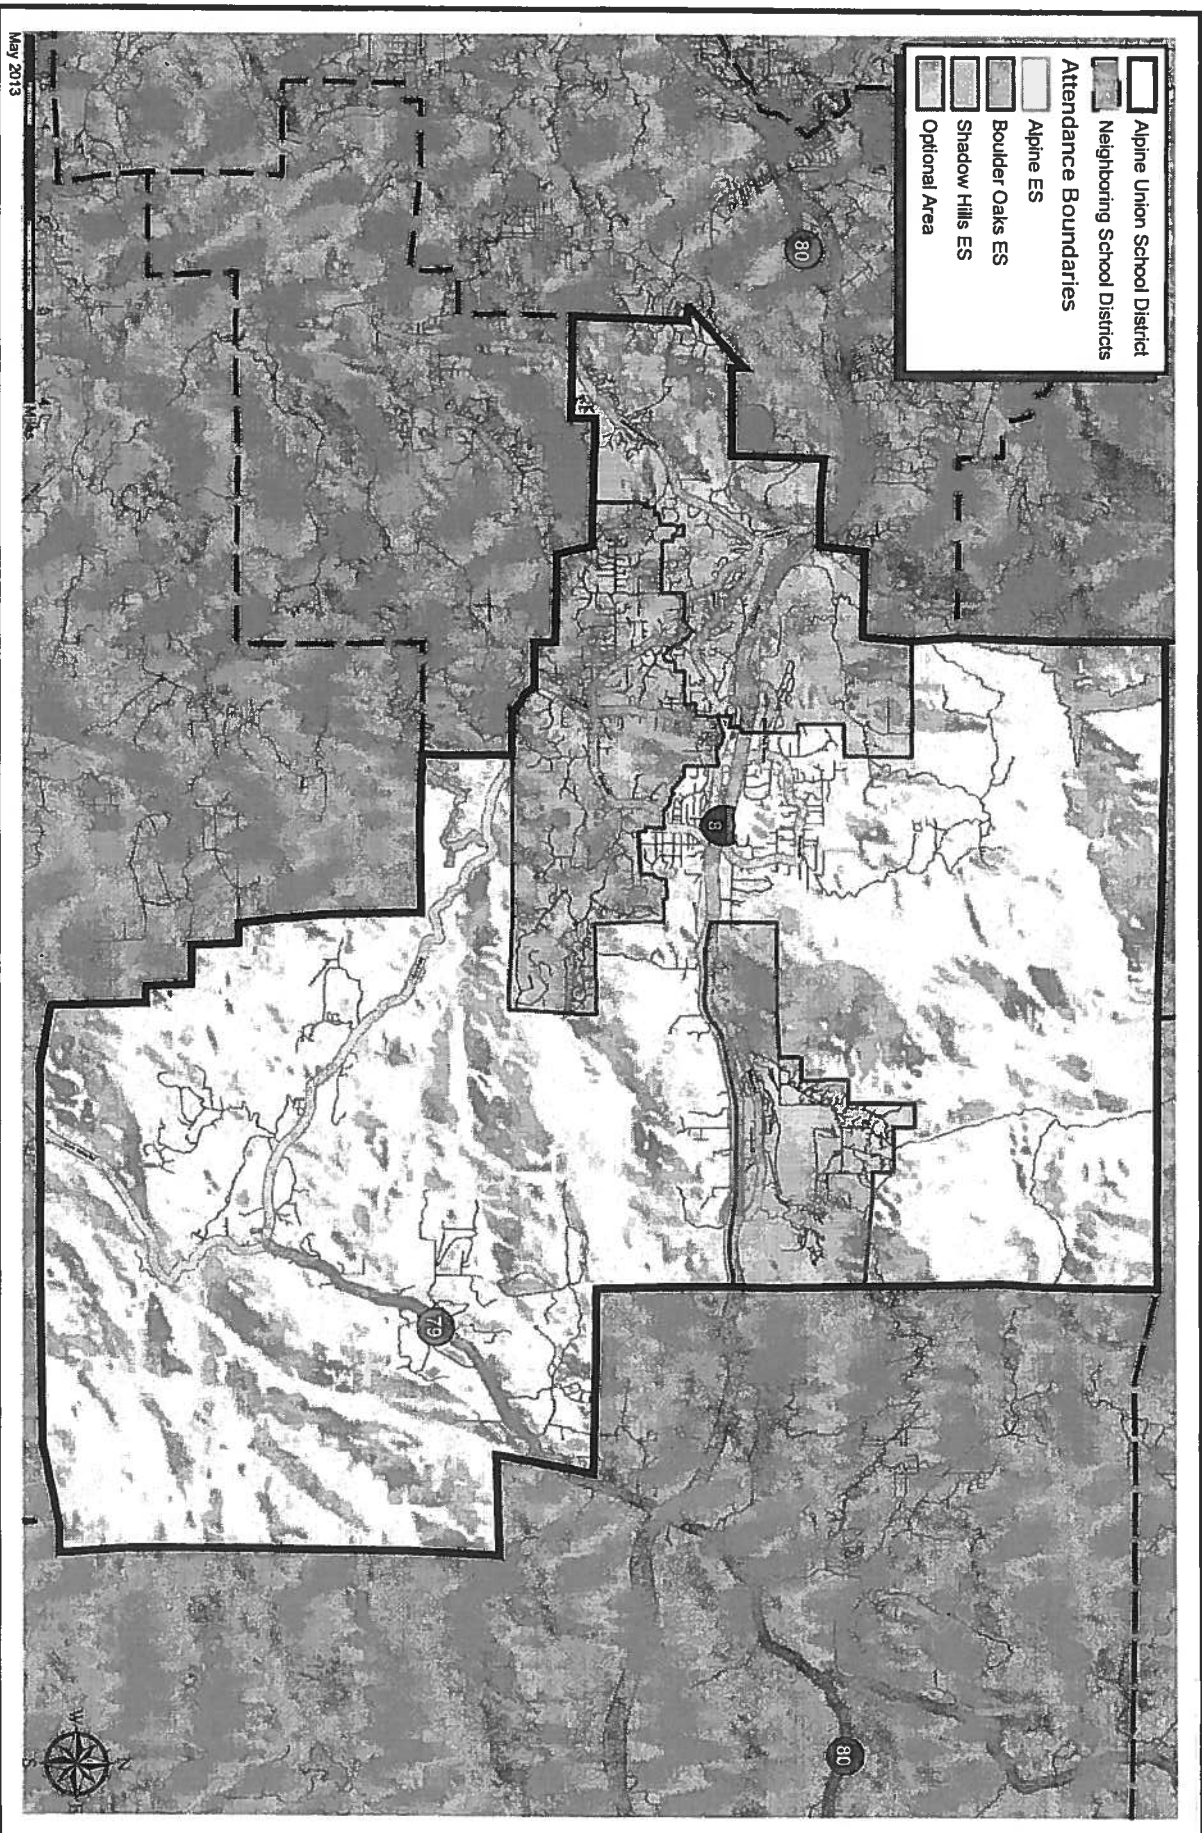 Alpine Union School District
Neighboring School Districts
Attendance Boundaries
Alpine ES
Boulder Oaks ES
Shadow Hills ES
Optional Area
80
8
79
80
May 2013
4
Miles
N
W
S